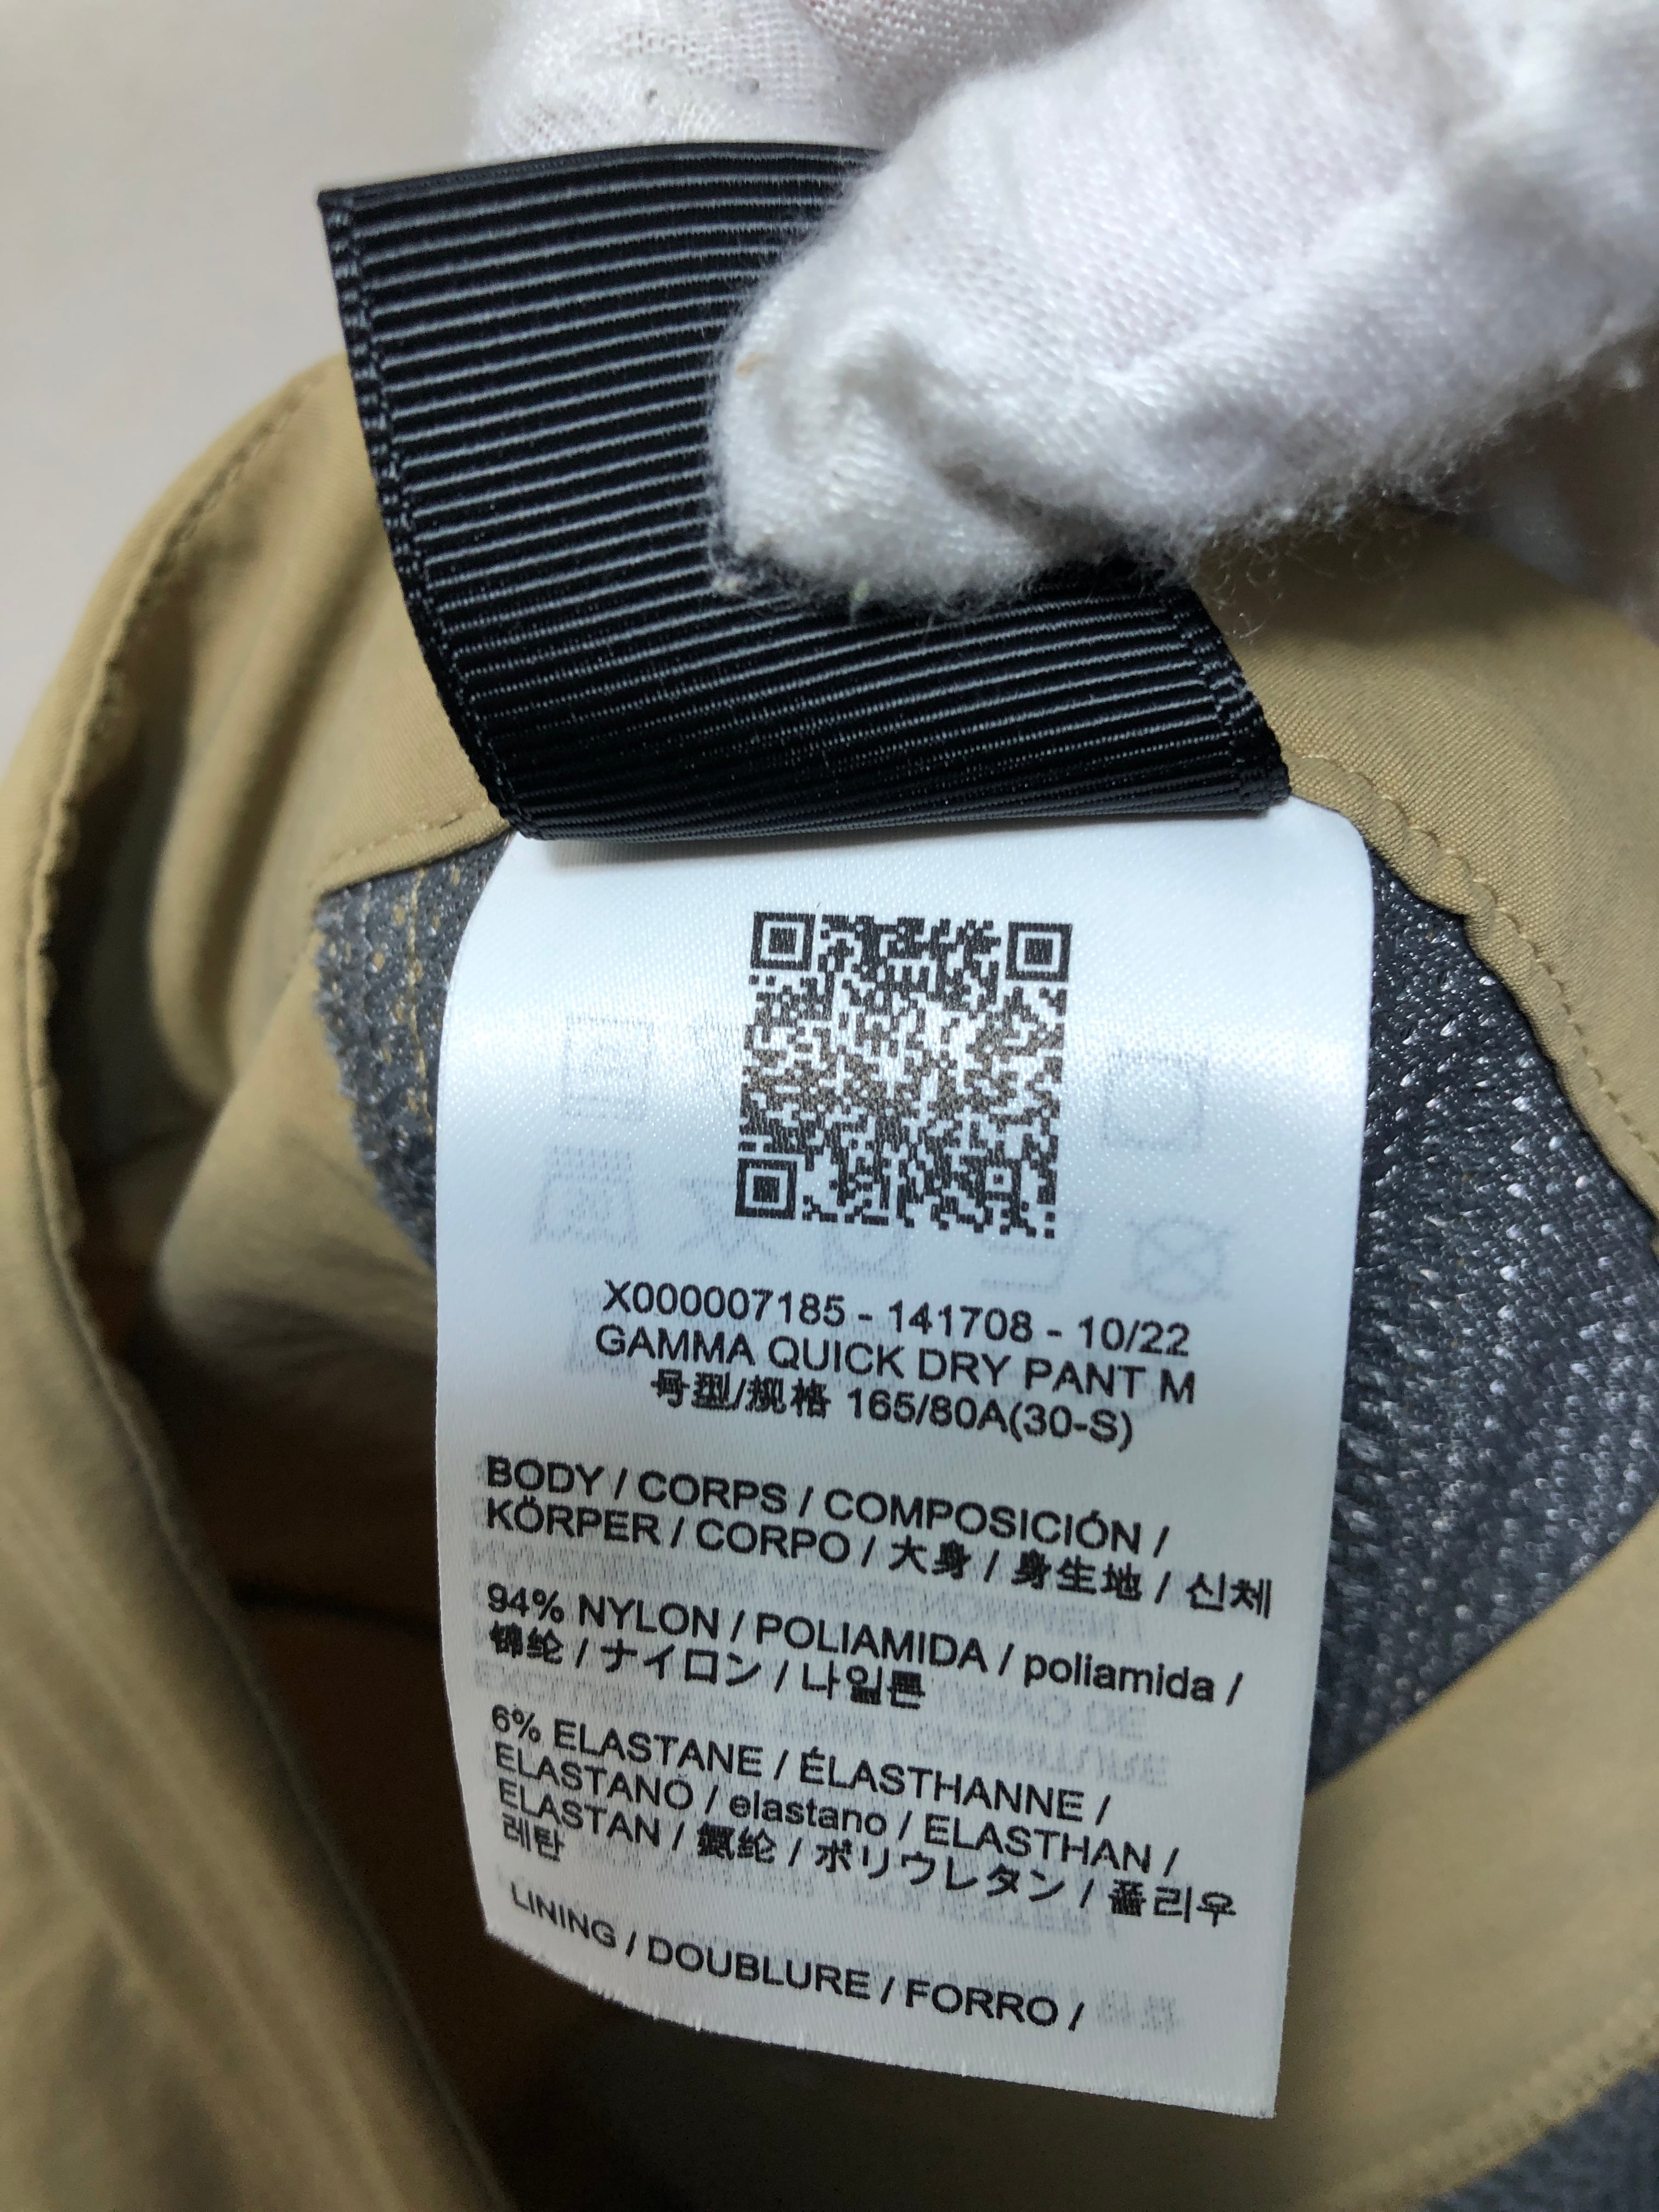 X000007185 - 141708 - 10/22
GAMMA QUICK DRY PANT M
号型/规格 165/80A(30-S)
BODY / CORPS / COMPOSICIÓN /
KÖRPER / CORPO / 大身 / 身生地 / 신체
94% NYLON / POLIAMIDA / poliamida /
锦纶 / ナイロン / 나일론
6% ELASTANE / ÉLASTHANNE /
ELASTANO / elastano / ELASTHAN /
ELASTAN / 氨纶 / ポリウレタン / 폴리우
레탄
LINING / DOUBLURE / FORRO /